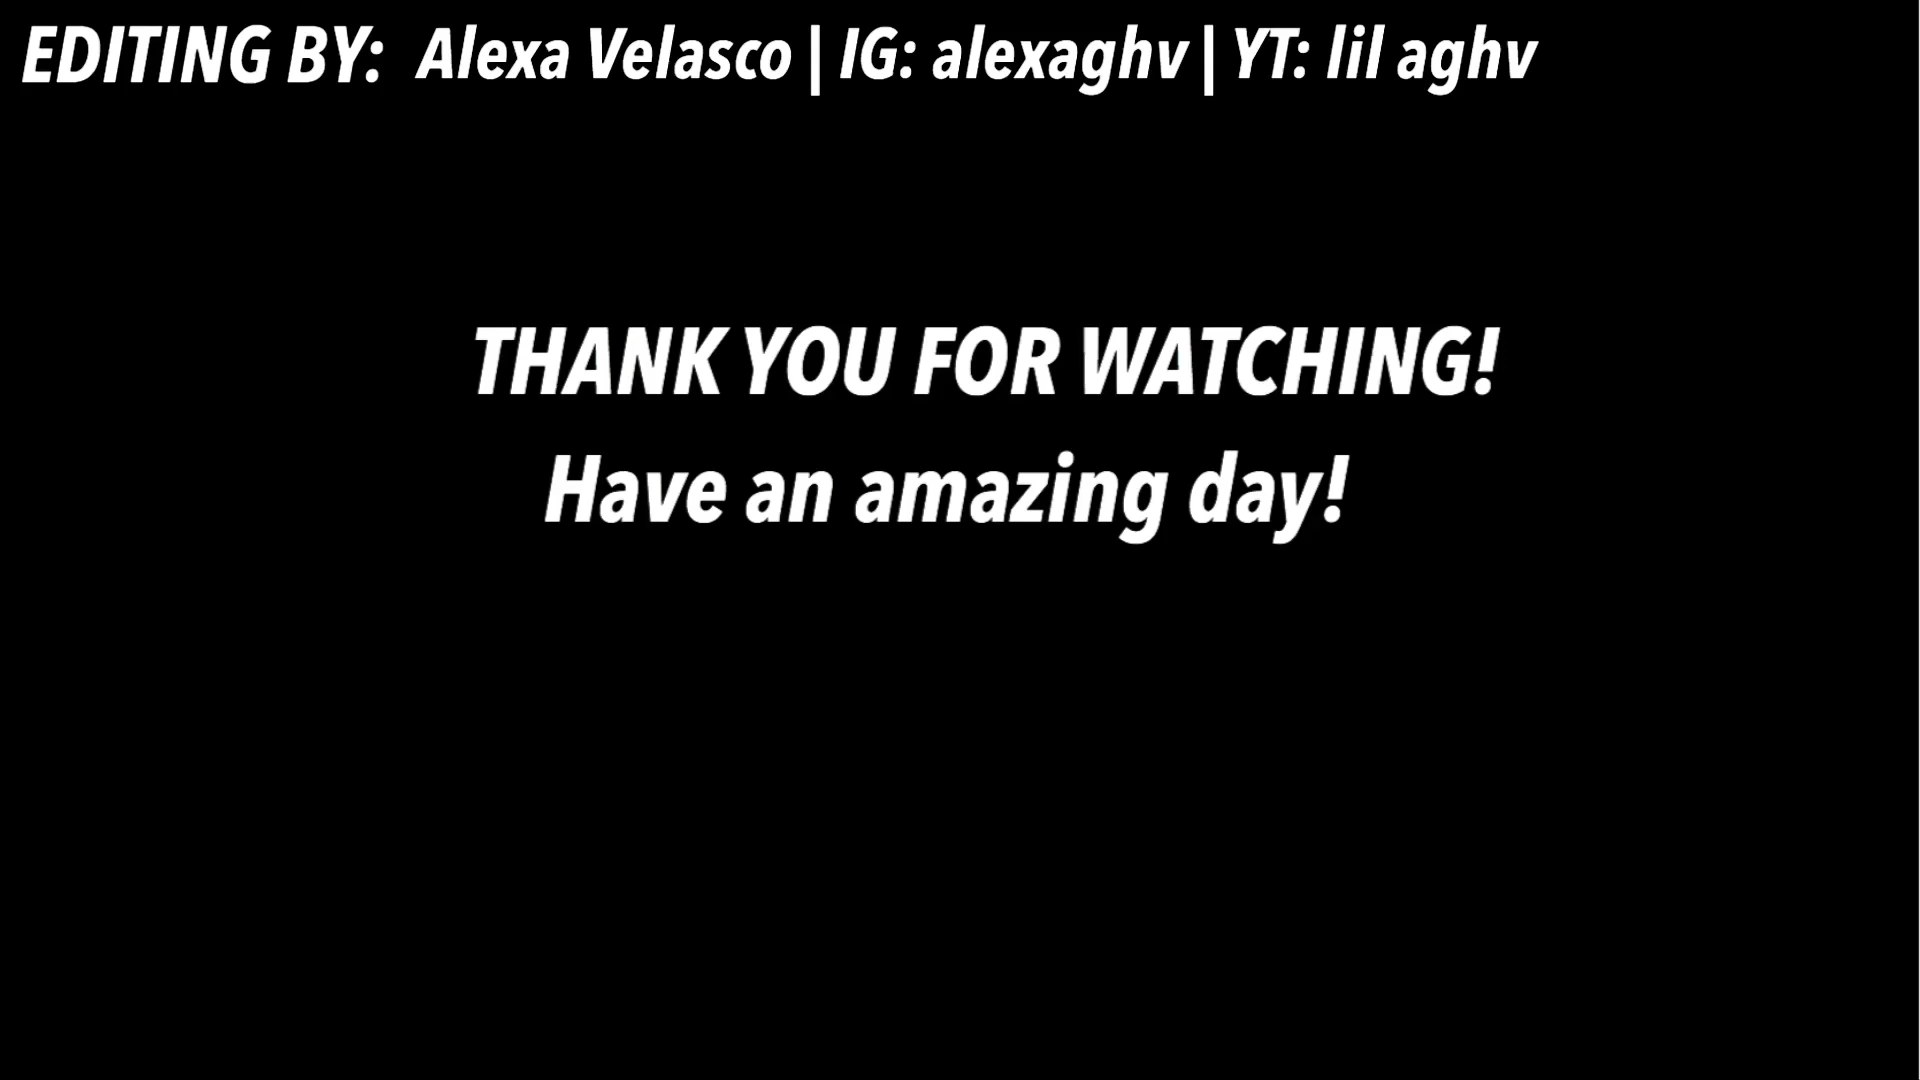 EDITING BY: Alexa Velasco | IG: alexaghv | YT: lil aghv
THANK YOU FOR WATCHING!
Have an amazing day!